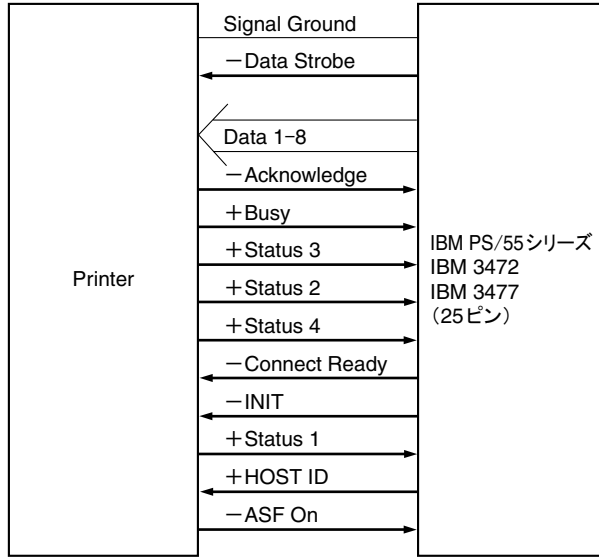 Signal Ground
−Data Strobe
Data 1−8
−Acknowledge
+Busy
+Status 3
+Status 2
+Status 4
−Connect Ready
−INIT
+Status 1
+HOST ID
−ASF On
Printer
IBM PS/55シリーズ
IBM 3472
IBM 3477
（25ピン）